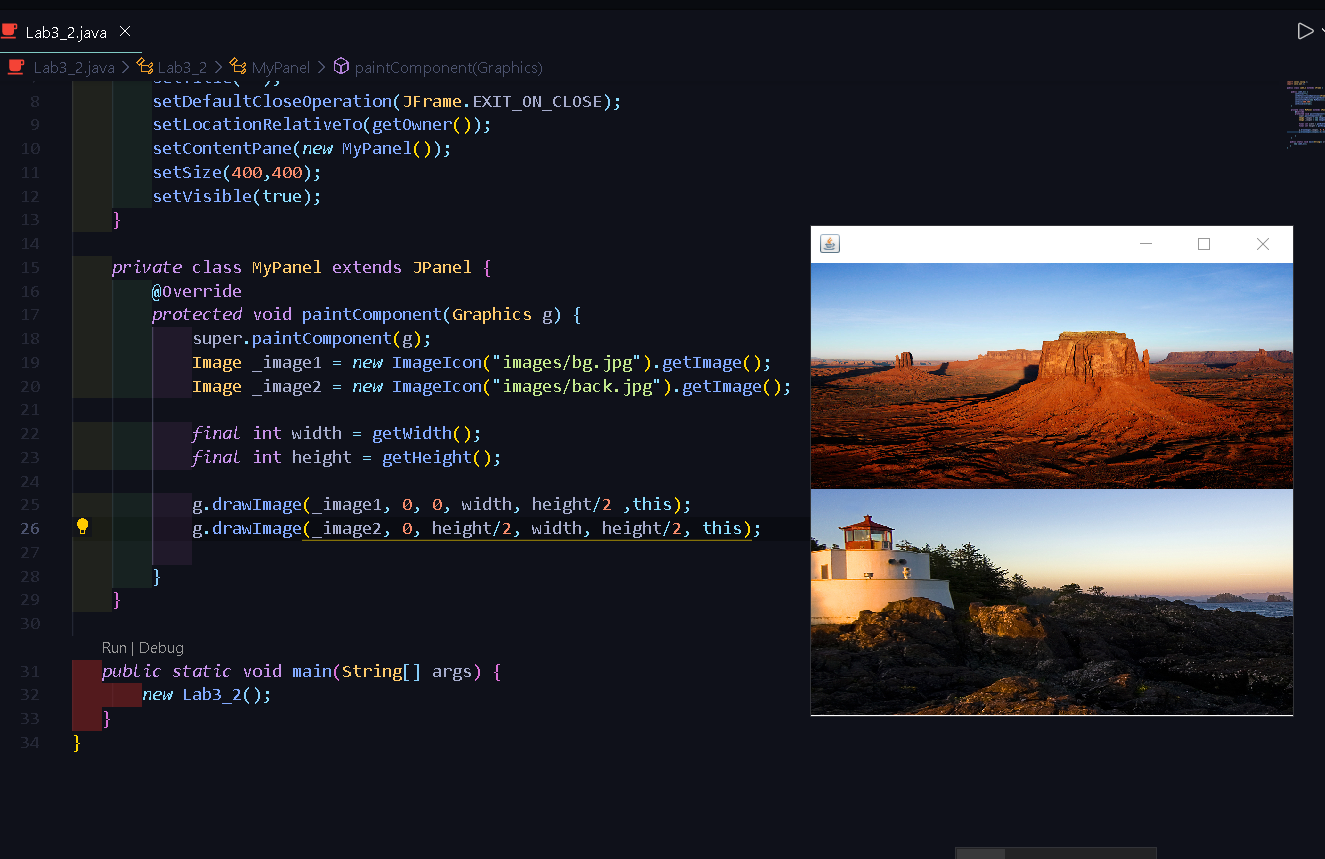 Lab3_2.java
Lab3_2.java > Lab3_2 > MyPanel > paintComponent(Graphics)
8 setDefaultCloseOperation(JFrame.EXIT_ON_CLOSE);
9 setLocationRelativeTo(getOwner());
10 setContentPane(new MyPanel());
11 setSize(400,400);
12 setVisible(true);
13 }
14
15 private class MyPanel extends JPanel {
16 @Override
17 protected void paintComponent(Graphics g) {
18 super.paintComponent(g);
19 Image _image1 = new ImageIcon("images/bg.jpg").getImage();
20 Image _image2 = new ImageIcon("images/back.jpg").getImage();
21
22 final int width = getWidth();
23 final int height = getHeight();
24
25 g.drawImage(_image1, 0, 0, width, height/2 ,this);
26 g.drawImage(_image2, 0, height/2, width, height/2, this);
27
28 }
29 }
30
Run | Debug
31 public static void main(String[] args) {
32 new Lab3_2();
33 }
34 }